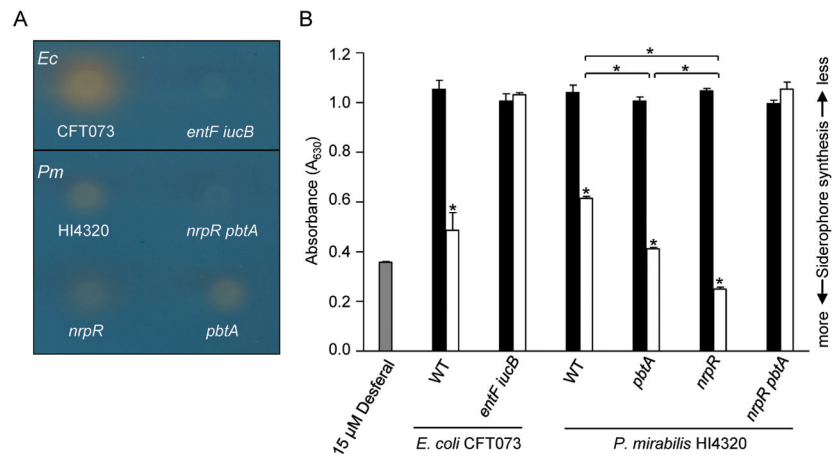 A
Ec
CFT073 entF iucB
Pm
HI4320 nrpR pbtA
nrpR pbtA
B
Absorbance (A630)
1.2
1.0
0.8
0.6
0.4
0.2
0.0
* * * * * * *
15 µM Desferal
WT
entF iucB
WT
pbtA
nrpR
nrpR pbtA
E. coli CFT073
P. mirabilis HI4320
more ← Siderophore synthesis → less